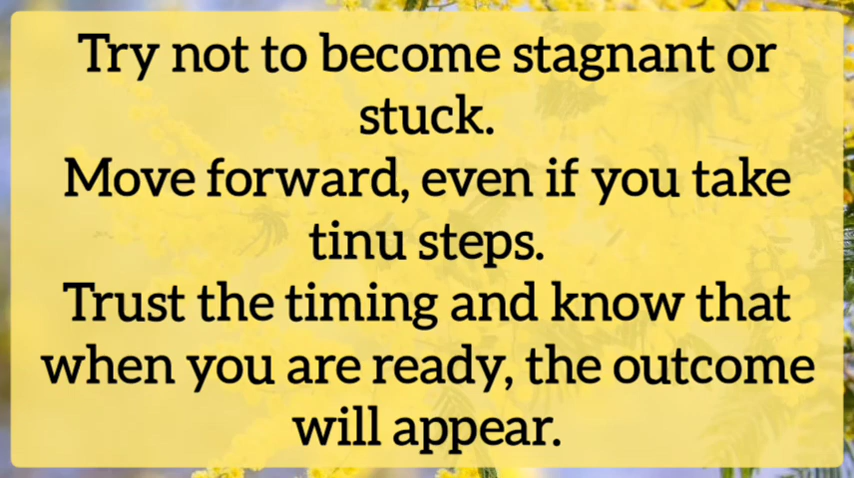 Try not to become stagnant or
stuck.
Move forward, even if you take
tinu steps.
Trust the timing and know that
when you are ready, the outcome
will appear.